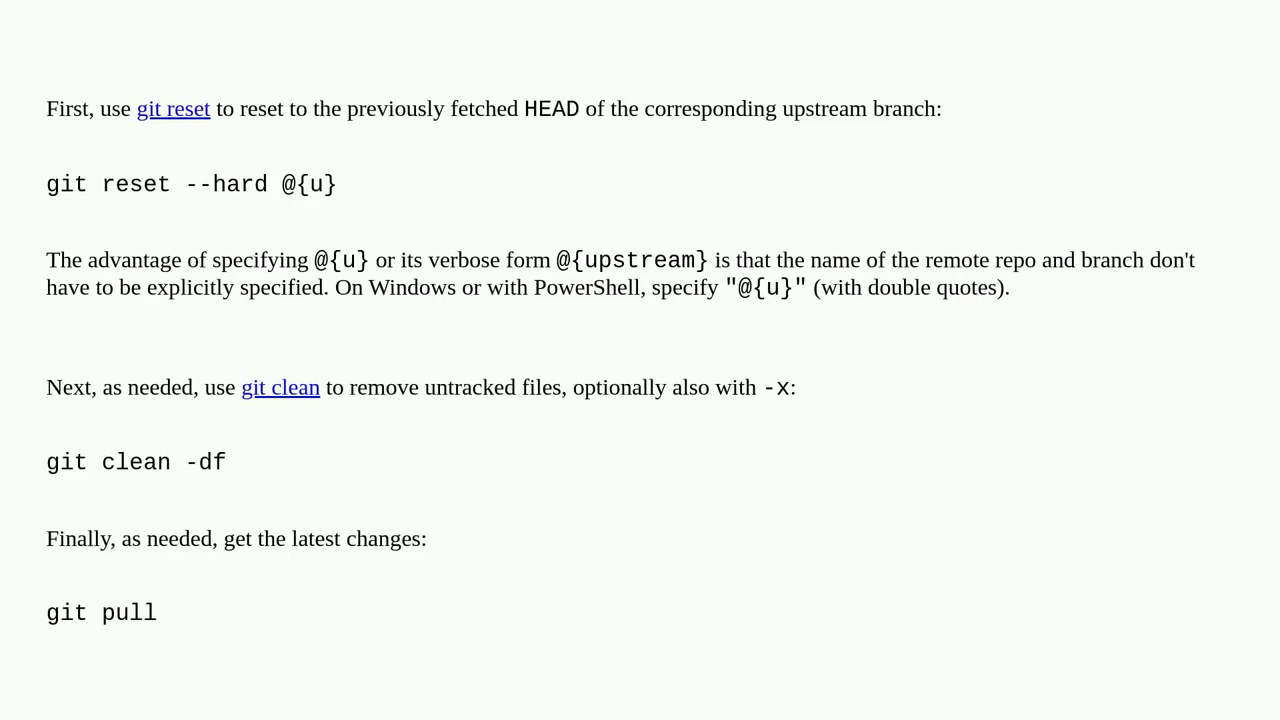 First, use git reset to reset to the previously fetched HEAD of the corresponding upstream branch:
git reset --hard @{u}
The advantage of specifying @{u} or its verbose form @{upstream} is that the name of the remote repo and branch don't
have to be explicitly specified. On Windows or with PowerShell, specify "@{u}" (with double quotes).
Next, as needed, use git clean to remove untracked files, optionally also with -x:
git clean -df
Finally, as needed, get the latest changes:
git pull